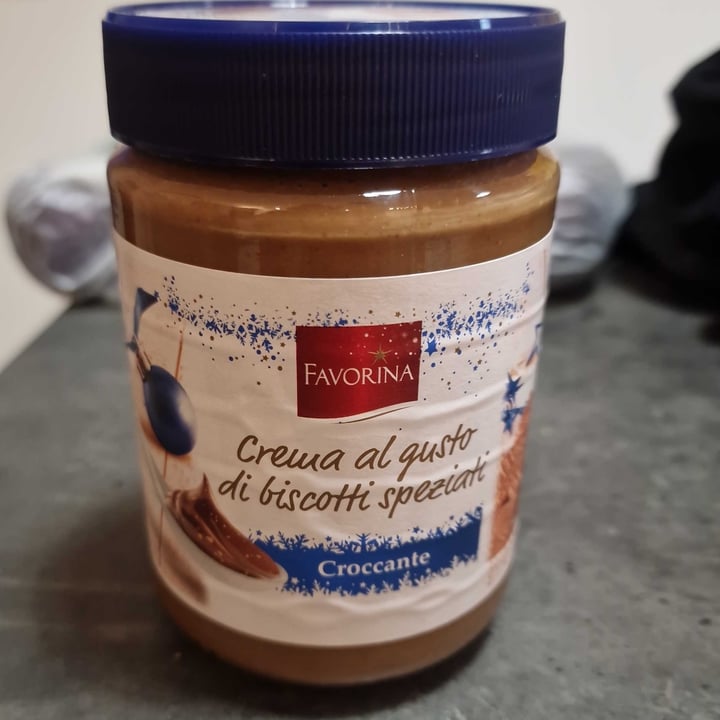 FAVORINA
Crema al gusto
di biscotti speziati
Croccante